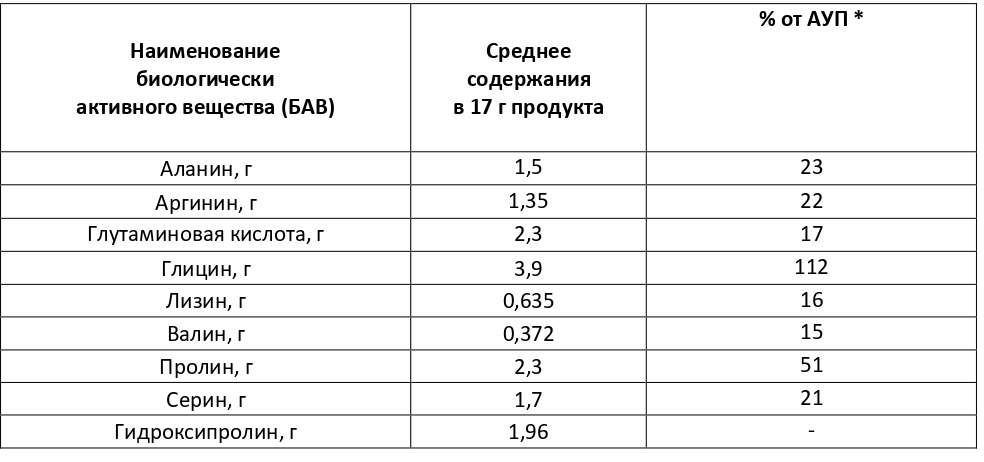 Наименование
биологически
активного вещества (БАВ)
Среднее
содержания
в 17 г продукта
% от АУП *
Аланин, г 1,5 23
Аргинин, г 1,35 22
Глутаминовая кислота, г 2,3 17
Глицин, г 3,9 112
Лизин, г 0,635 16
Валин, г 0,372 15
Пролин, г 2,3 51
Серин, г 1,7 21
Гидроксипролин, г 1,96 -